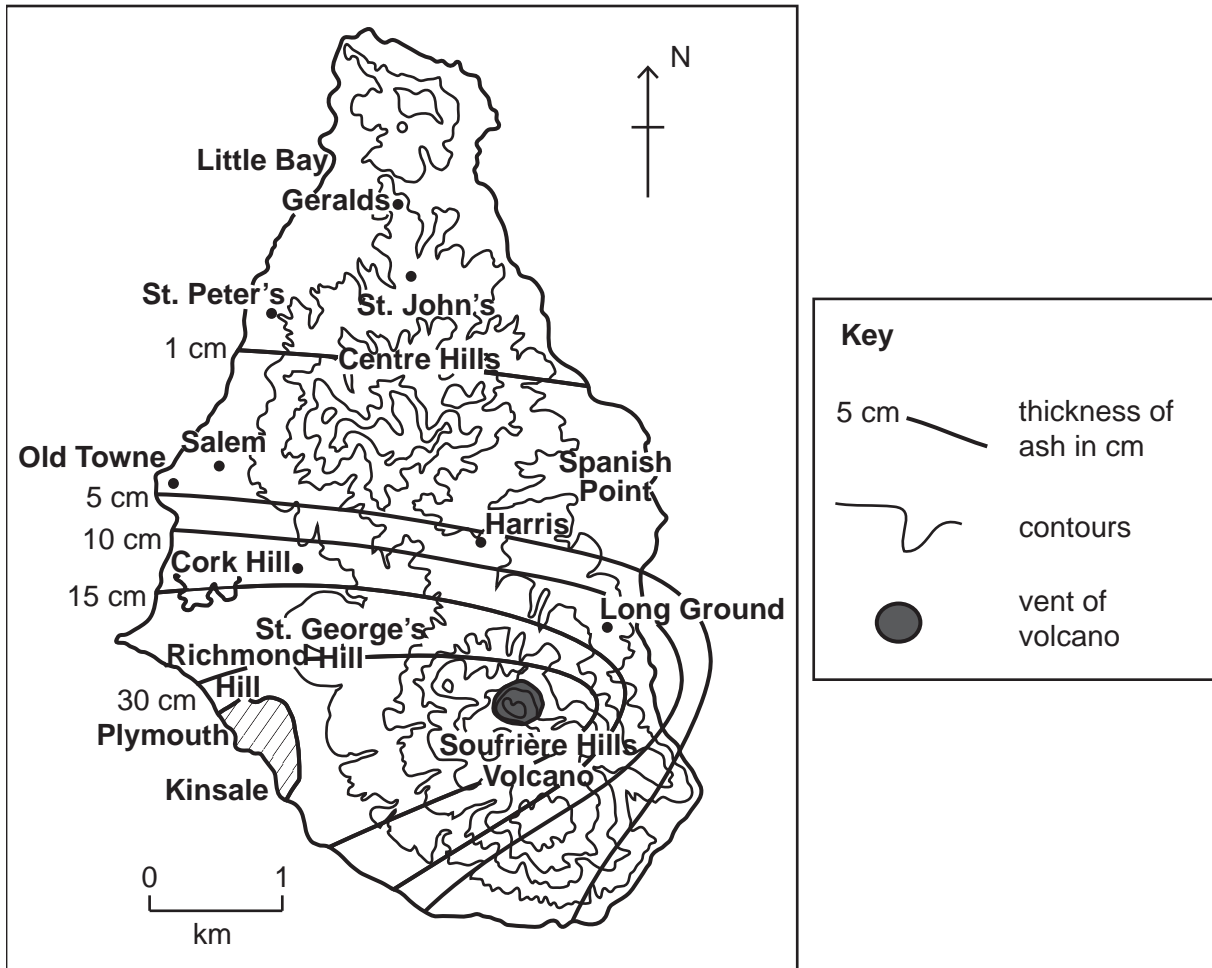 N
Little Bay
Geralds
St. Peter's
St. John's
1 cm
Centre Hills
Salem
Old Towne
Spanish
Point
5 cm
Harris
10 cm
Cork Hill
15 cm
Long Ground
St. George's
Hill
Richmond
Hill
30 cm
Plymouth
Soufrière Hills
Volcano
Kinsale
0 1
km
Key
5 cm
thickness of
ash in cm
contours
vent of
volcano